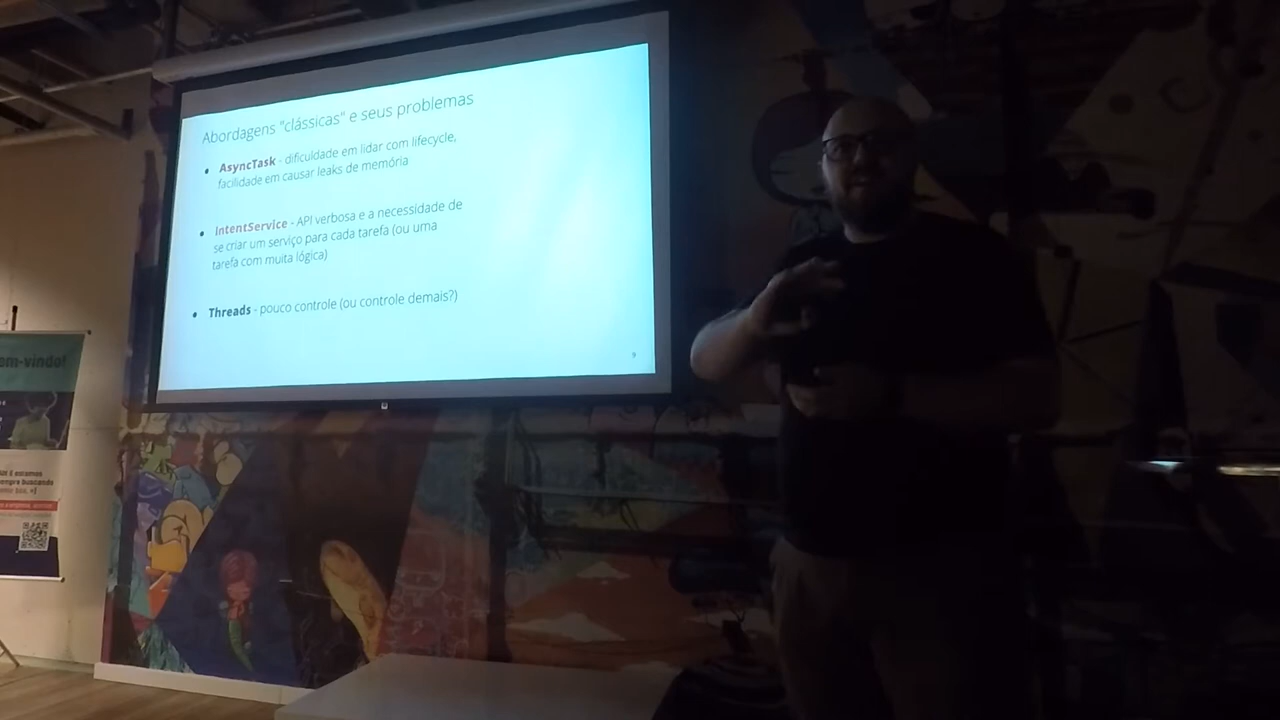 Abordagens "clássicas" e seus problemas
• AsyncTask - dificuldade em lidar com lifecycle,
facilidade em causar leaks de memória
• IntentService - API verbosa e a necessidade de
se criar um serviço para cada tarefa (ou uma
tarefa com muita lógica)
• Threads - pouco controle (ou controle demais?)
9
em-vindo!